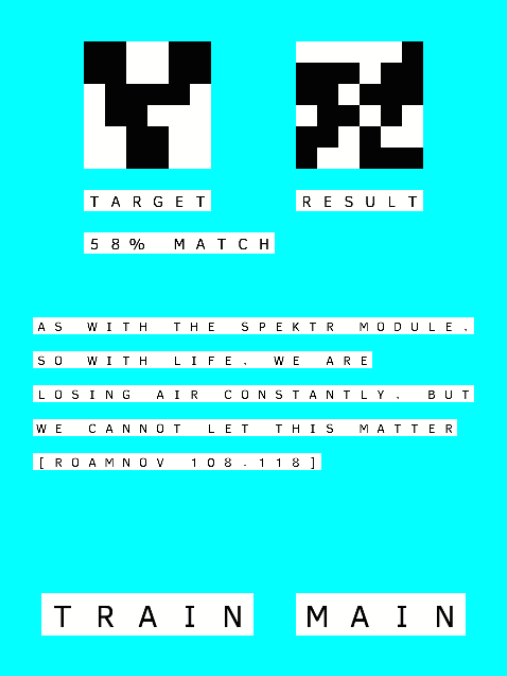 TARGET RESULT
58% MATCH
AS WITH THE SPEKTR MODULE,
SO WITH LIFE. WE ARE
LOSING AIR CONSTANTLY. BUT
WE CANNOT LET THIS MATTER
[ROAMNOV 108.118]
TRAIN MAIN